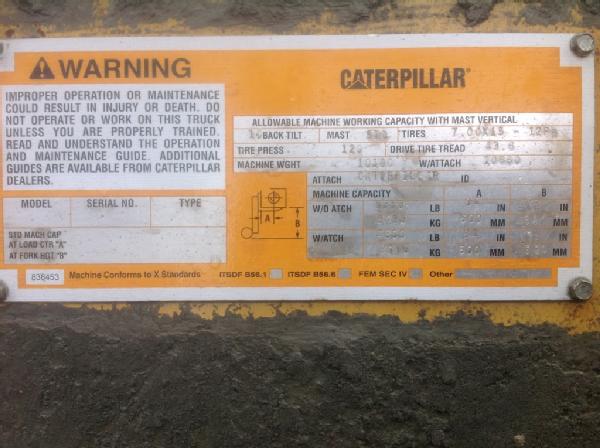 WARNING
IMPROPER OPERATION OR MAINTENANCE
COULD RESULT IN INJURY OR DEATH. DO
NOT OPERATE OR WORK ON THIS TRUCK
UNLESS YOU ARE PROPERLY TRAINED.
READ AND UNDERSTAND THE OPERATION
AND MAINTENANCE GUIDE. ADDITIONAL
GUIDES ARE AVAILABLE FROM CATERPILLAR
DEALERS.
MODEL SERIAL NO. TYPE
STD MACH CAP
AT LOAD CTR "A"
AT FORK HGT "B"
CATERPILLAR®
ALLOWABLE MACHINE WORKING CAPACITY WITH MAST VERTICAL
BACK TILT MAST TIRES 7.00X15 -
TIRE PRESS DRIVE TIRE TREAD
MACHINE WGHT W/ATTACH
ATTACH ID
MACHINE CAPACITY A B
W/O ATCH LB IN IN
KG MM MM
W/ATCH LB IN IN
KG MM MM
A
B
836453 Machine Conforms to X Standards ITSDF B56.1 ITSDF B56.6 FEM SEC IV Other